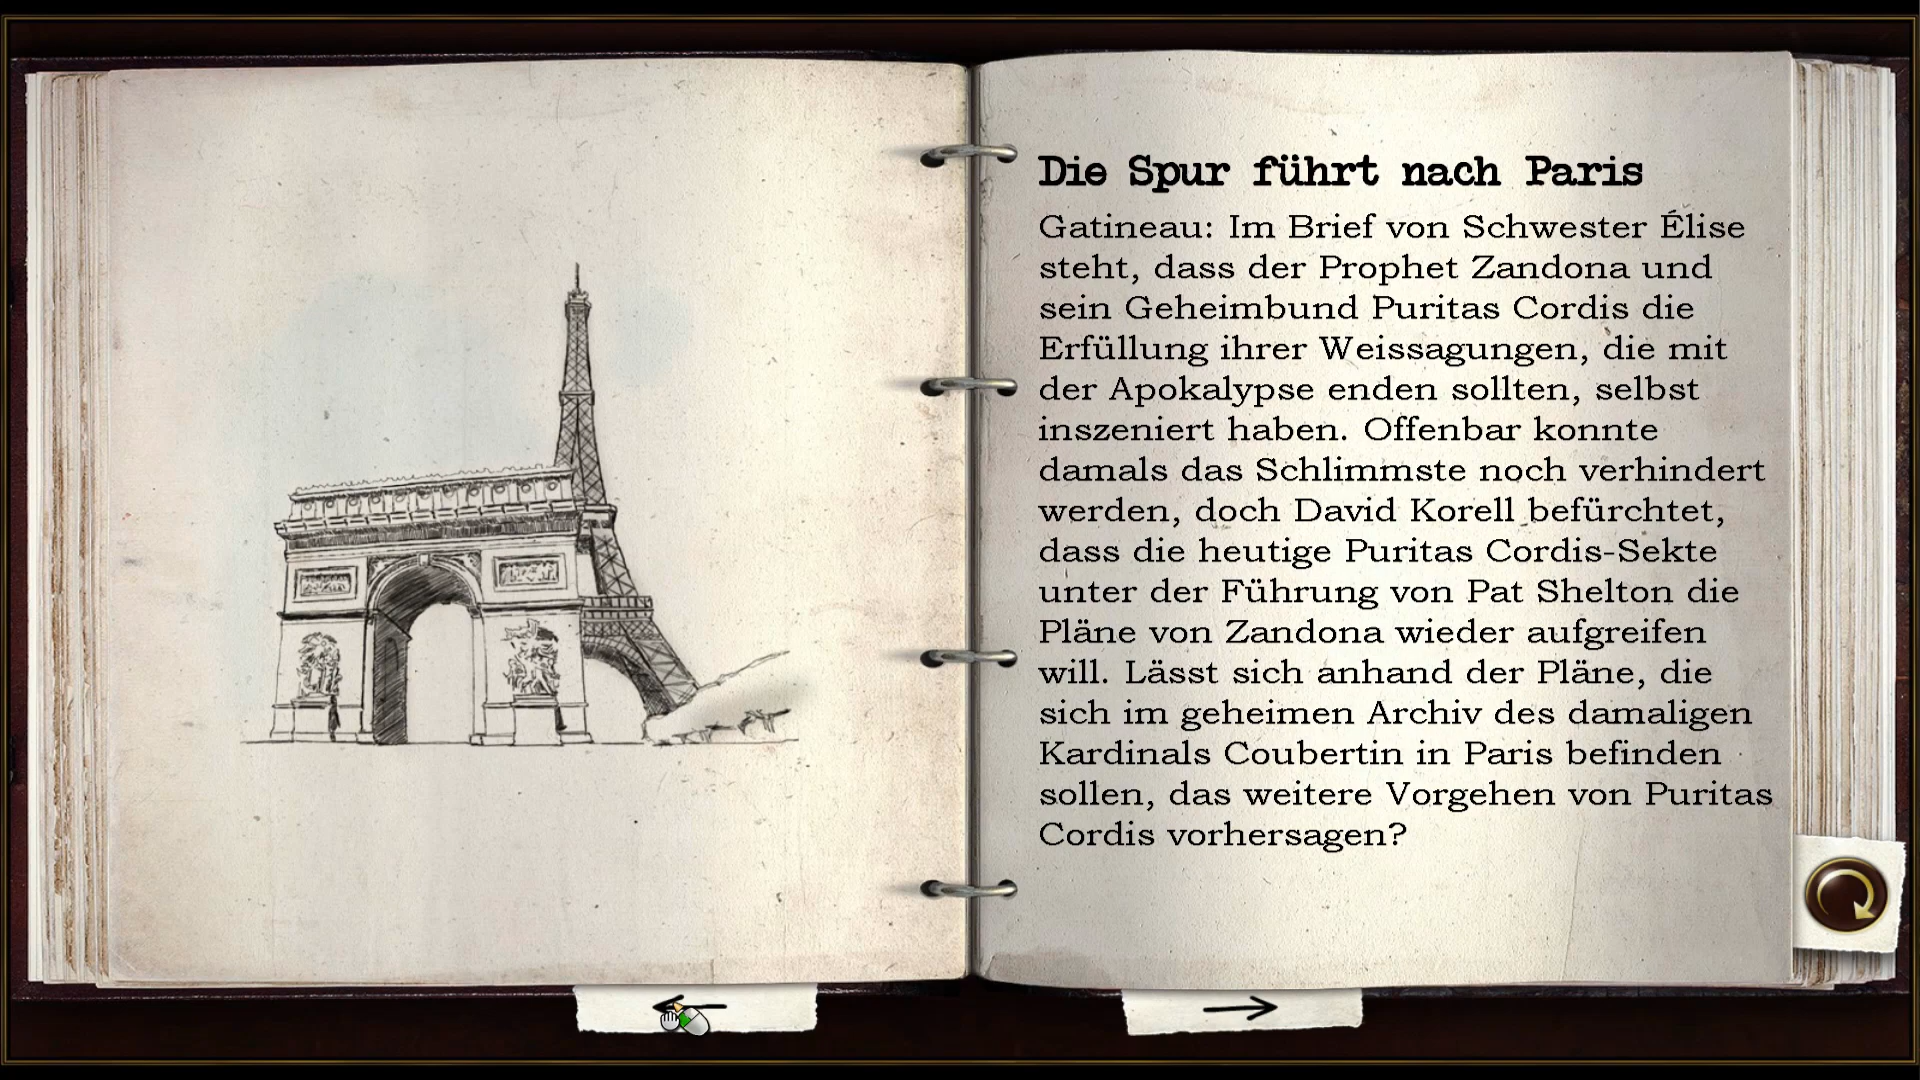 Die Spur führt nach Paris
Gatineau: Im Brief von Schwester Élise
steht, dass der Prophet Zandona und
sein Geheimbund Puritas Cordis die
Erfüllung ihrer Weissagungen, die mit
der Apokalypse enden sollten, selbst
inszeniert haben. Offenbar konnte
damals das Schlimmste noch verhindert
werden, doch David Korell befürchtet,
dass die heutige Puritas Cordis-Sekte
unter der Führung von Pat Shelton die
Pläne von Zandona wieder aufgreifen
will. Lässt sich anhand der Pläne, die
sich im geheimen Archiv des damaligen
Kardinals Coubertin in Paris befinden
sollen, das weitere Vorgehen von Puritas
Cordis vorhersagen?